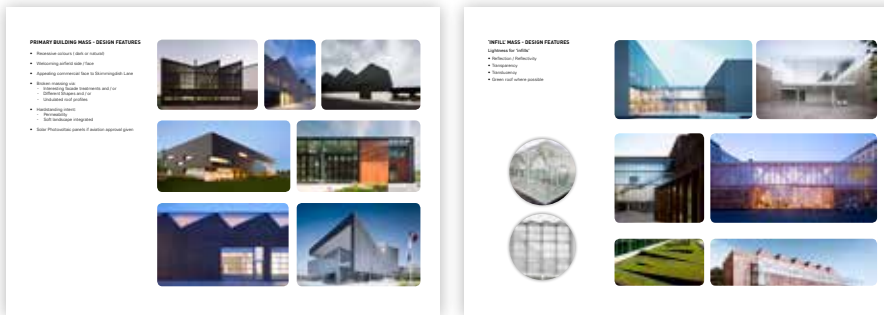 PRIMARY BUILDING MASS - DESIGN FEATURES
• Recessive colours ( dark or natural)
• Welcoming airfield side / face
• Appealing commercial face to Skimmingdish Lane
• Broken massing via:
- Interesting facade treatments and / or
- Different Shapes and / or
- Undulated roof profiles
• Hardstanding intent:
- Permeability
- Soft landscape integrated
• Solar Photovoltaic panels if aviation approval given
'INFILL' MASS - DESIGN FEATURES
Lightness for 'Infills'
• Reflection / Reflectivity
• Transparency
• Translucency
• Green roof where possible